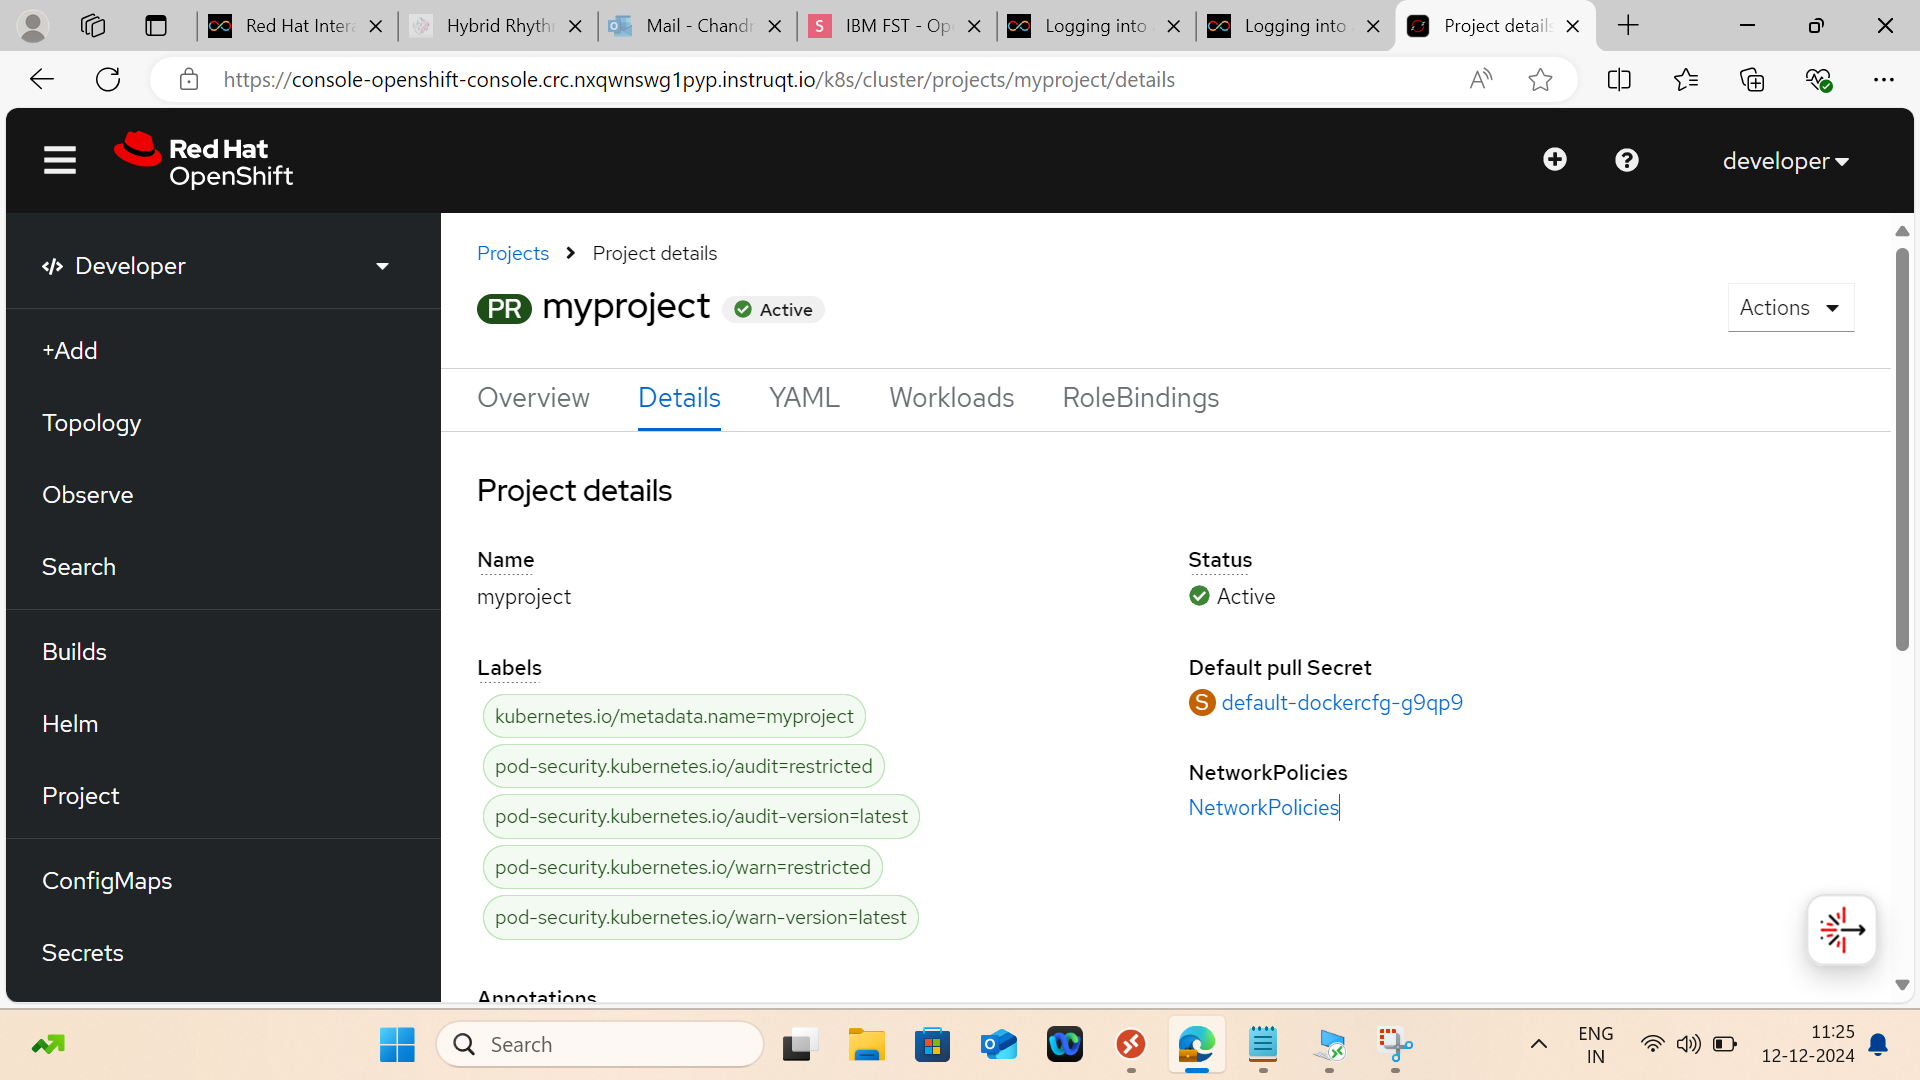 Red Hat Intera
Hybrid Rhyth
Mail - Chandr
IBM FST - Ope
Logging into
Logging into
Project details
https://console-openshift-console.crc.nxqwnswg1pyp.instruqt.io/k8s/cluster/projects/myproject/details
Red Hat
OpenShift
developer
Developer
+Add
Topology
Observe
Search
Builds
Helm
Project
ConfigMaps
Secrets
Projects > Project details
PR myproject Active
Actions
Overview Details YAML Workloads RoleBindings
Project details
Name
myproject
Labels
kubernetes.io/metadata.name=myproject
pod-security.kubernetes.io/audit=restricted
pod-security.kubernetes.io/audit-version=latest
pod-security.kubernetes.io/warn=restricted
pod-security.kubernetes.io/warn-version=latest
Annotations
Status
Active
Default pull Secret
S default-dockercfg-g9qp9
NetworkPolicies
NetworkPolicies
Search
ENG
IN
11:25
12-12-2024